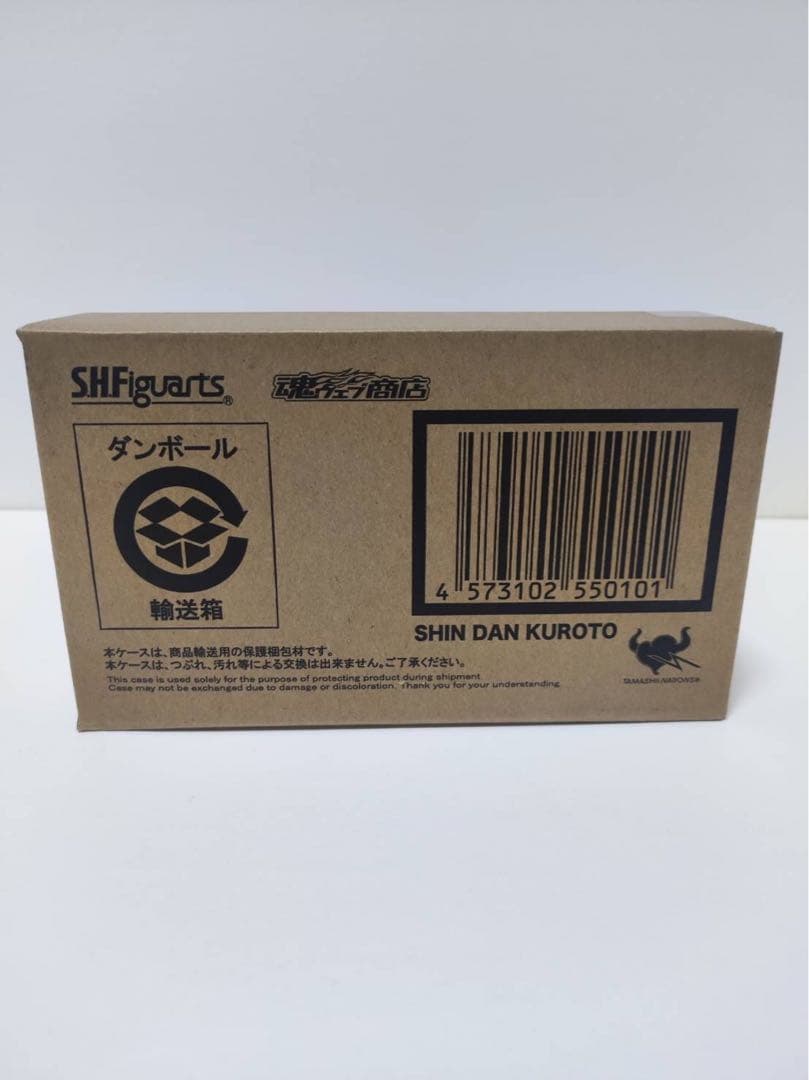 S.H.Figuarts®
魂ウェブ商店
ダンボール
輸送箱
4 573102 550101
SHIN DAN KUROTO
本ケースは、商品輸送用の保護梱包材です。
本ケースは、つぶれ、汚れ等による交換は出来ません。ご了承ください。
This case is used solely for the purpose of protecting product during shipment
Case may not be exchanged due to damage or discoloration. Thank you for your understanding.
TAMASHII NATIONS®